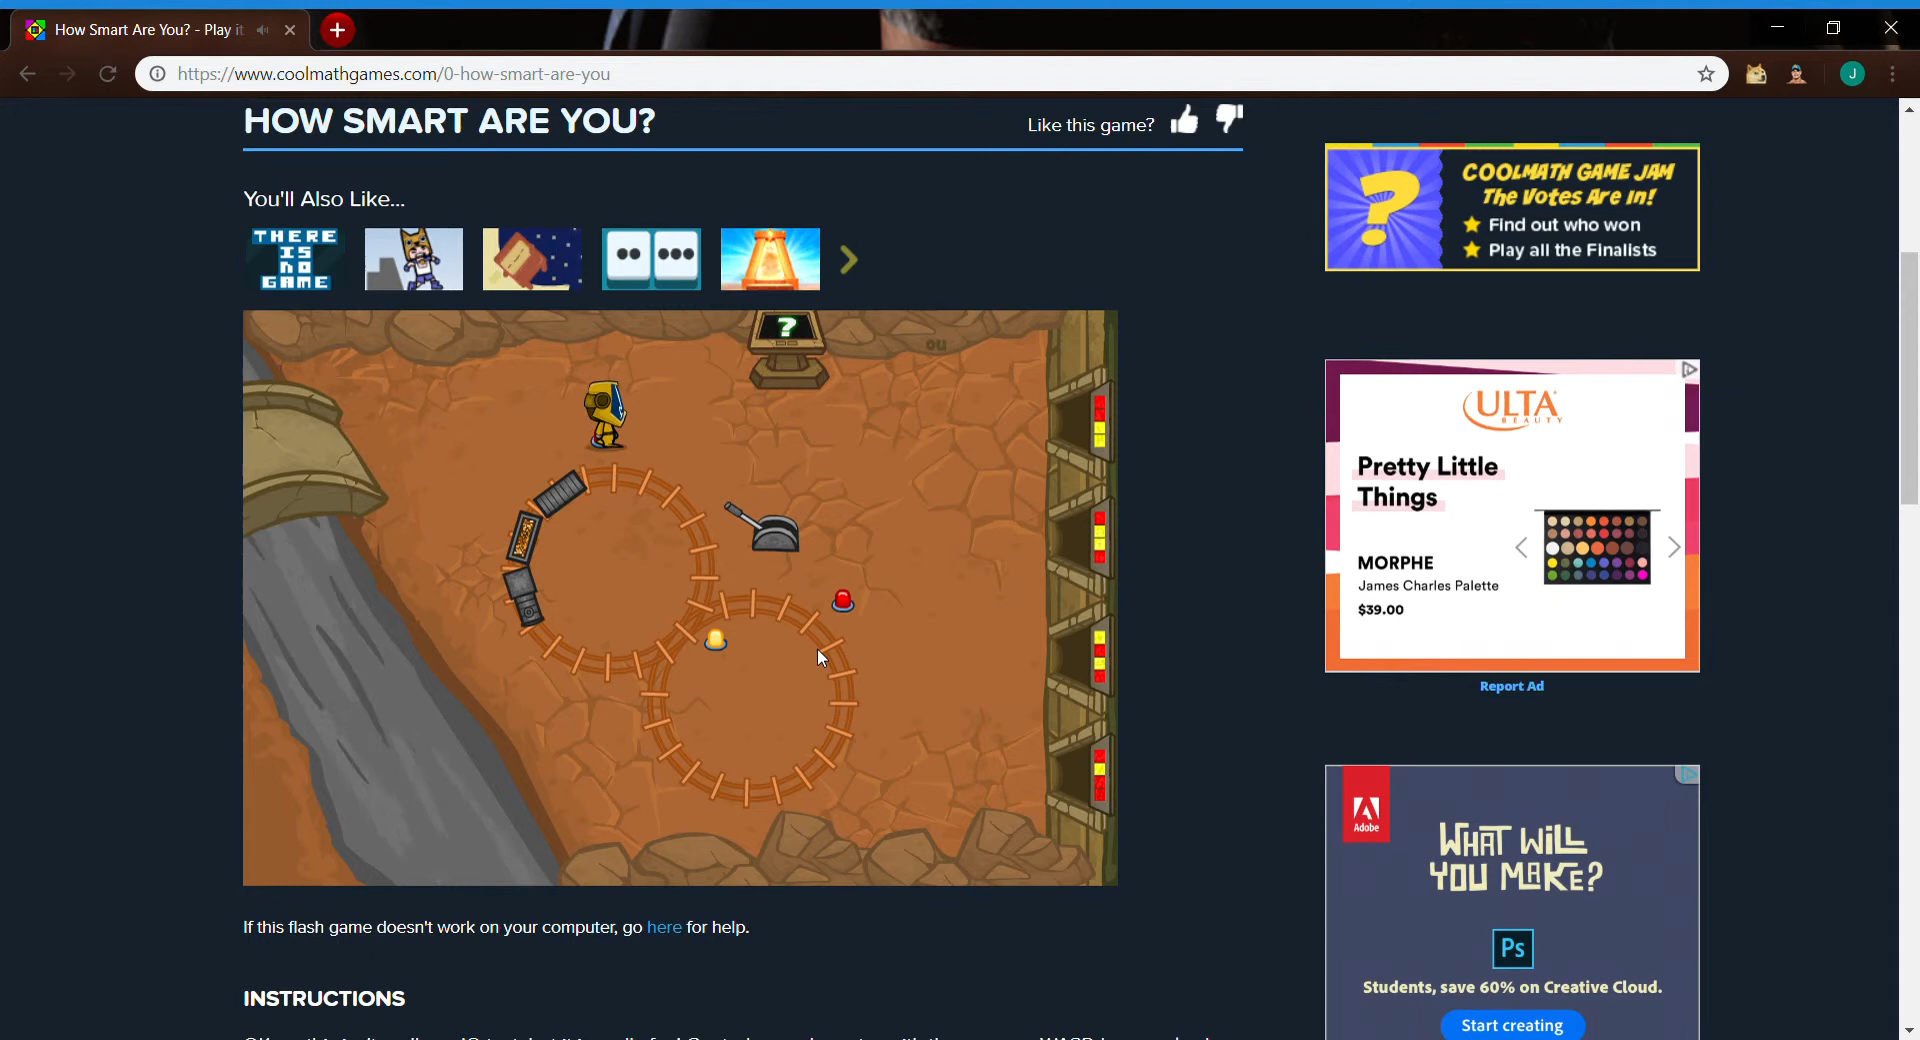 How Smart Are You? - Play it
https://www.coolmathgames.com/0-how-smart-are-you
J
HOW SMART ARE YOU?
Like this game?
You'll Also Like...
THERE
IS
NO
GAME
?
ou
If this flash game doesn't work on your computer, go here for help.
INSTRUCTIONS
?
COOLMATH GAME JAM
The Votes Are In!
Find out who won
Play all the Finalists
ULTA
BEAUTY
Pretty Little
Things
MORPHE
James Charles Palette
$39.00
Report Ad
Adobe
WHAT WILL
YOU MAKE?
Ps
Students, save 60% on Creative Cloud.
Start creating